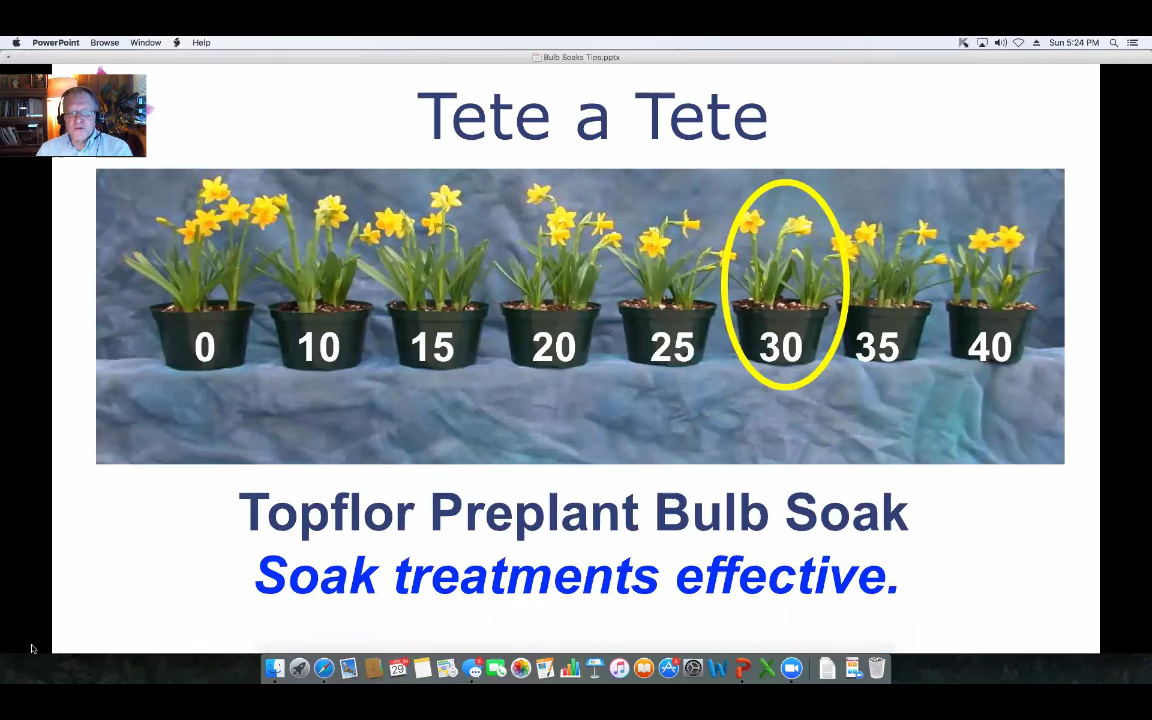 PowerPoint Browse Window Help Sun 5:24 PM
Bulb Soaks Tips.pptx
Tete a Tete
0 10 15 20 25 30 35 40
Topflor Preplant Bulb Soak
Soak treatments effective.